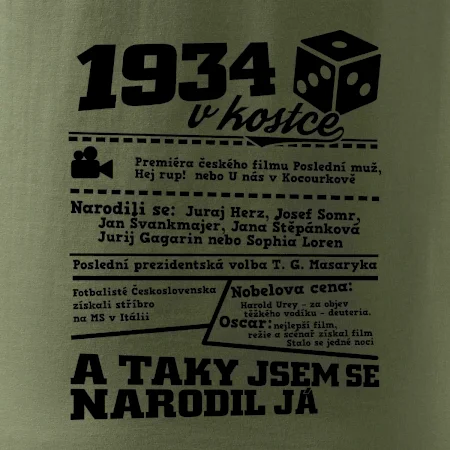 1934
v kostce
Premiéra českého filmu Poslední muž,
Hej rup! nebo U nás v Kocourkově
Narodili se: Juraj Herz, Josef Somr,
Jan Švankmajer, Jana Štěpánková
Jurij Gagarin nebo Sophia Loren
Poslední prezidentská volba T. G. Masaryka
Fotbalisté Československa
získali stříbro
na MS v Itálii
Nobelova cena:
Harold Urey - za objev
těžkého vodíku - deuteria.
Oscar: nejlepší film,
režie a scénář získal film
Stalo se jedné noci
A TAKY JSEM SE
NARODIL JÁ